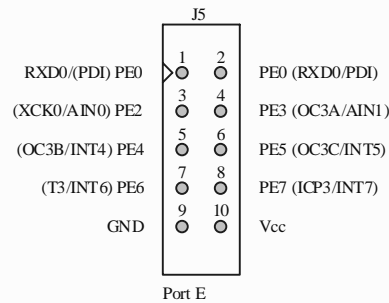 J5
RXD0/(PDI) PE0 1 2 PE0 (RXD0/PDI)
(XCK0/AIN0) PE2 3 4 PE3 (OC3A/AIN1)
(OC3B/INT4) PE4 5 6 PE5 (OC3C/INT5)
(T3/INT6) PE6 7 8 PE7 (ICP3/INT7)
GND 9 10 Vcc
Port E